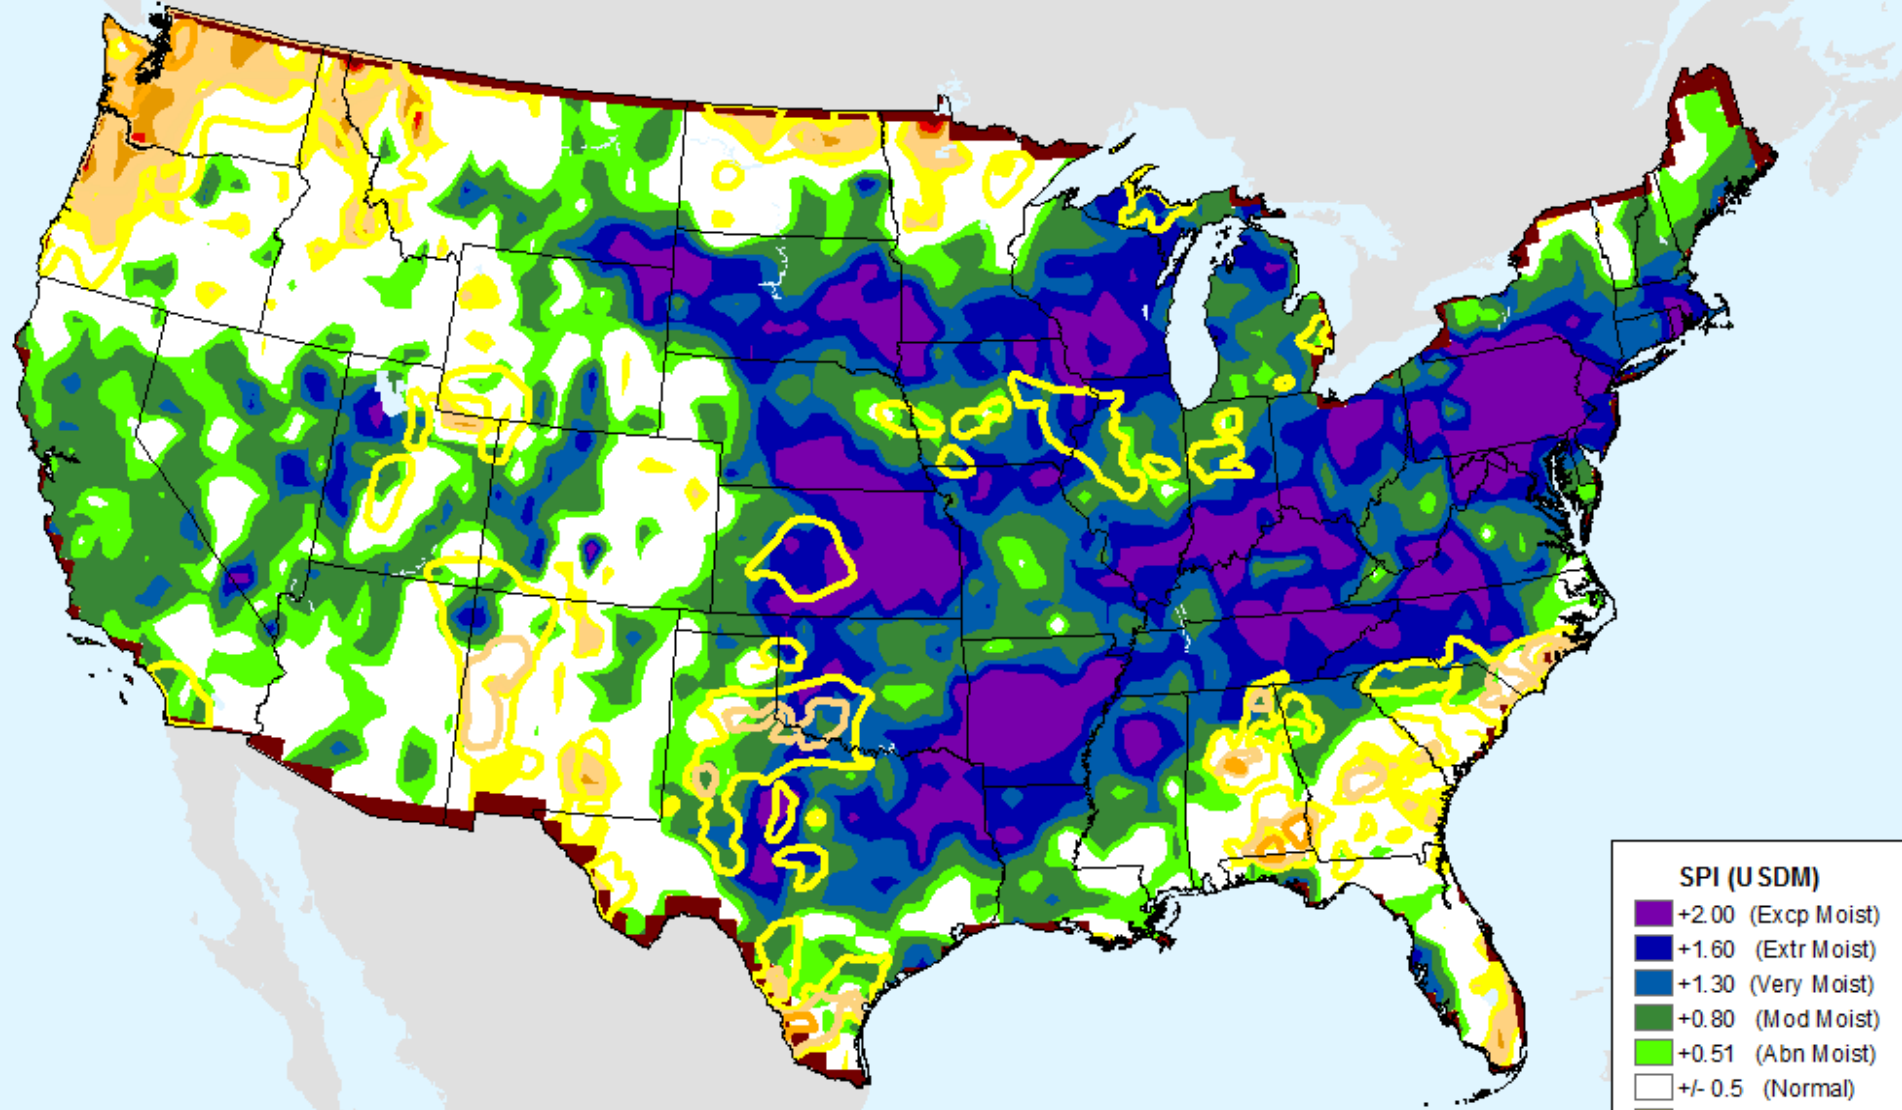 SPI (USDM)
+2.00 (Excp Moist)
+1.60 (Extr Moist)
+1.30 (Very Moist)
+0.80 (Mod Moist)
+0.51 (Abn Moist)
+/- 0.5 (Normal)